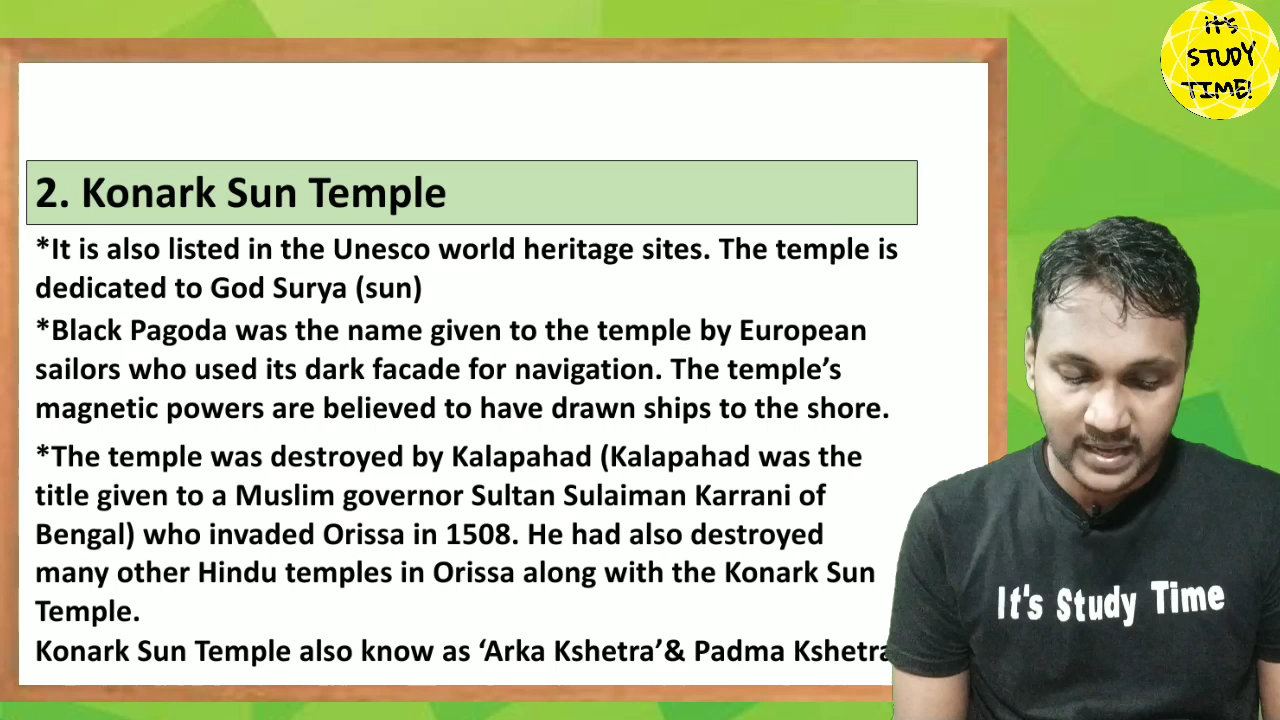 IT'S
STUDY
TIME!
2. Konark Sun Temple
*It is also listed in the Unesco world heritage sites. The temple is
dedicated to God Surya (sun)
*Black Pagoda was the name given to the temple by European
sailors who used its dark facade for navigation. The temple’s
magnetic powers are believed to have drawn ships to the shore.
*The temple was destroyed by Kalapahad (Kalapahad was the
title given to a Muslim governor Sultan Sulaiman Karrani of
Bengal) who invaded Orissa in 1508. He had also destroyed
many other Hindu temples in Orissa along with the Konark Sun
Temple.
Konark Sun Temple also know as ‘Arka Kshetra’& Padma Kshetra
It's Study Time